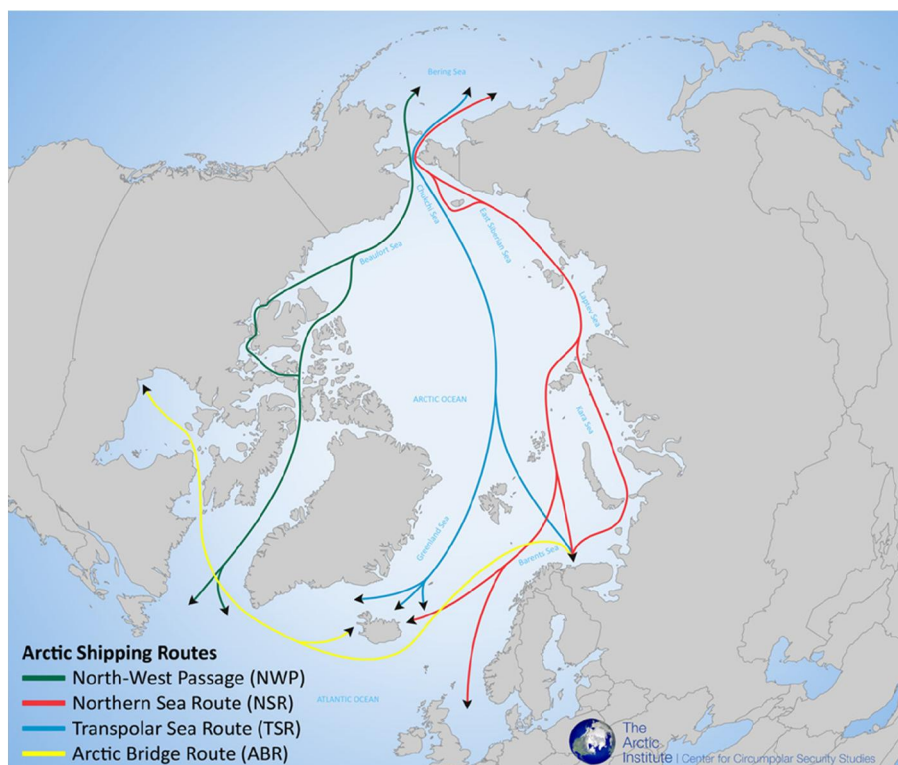 Bering Sea
Chukchi Sea
East Siberian Sea
Beaufort Sea
Laptev Sea
ARCTIC OCEAN
Kara Sea
Greenland Sea
Barents Sea
Arctic Shipping Routes
North-West Passage (NWP)
Northern Sea Route (NSR)
Transpolar Sea Route (TSR)
Arctic Bridge Route (ABR)
ATLANTIC OCEAN
The
Arctic
Institute | Center for Circumpolar Security Studies